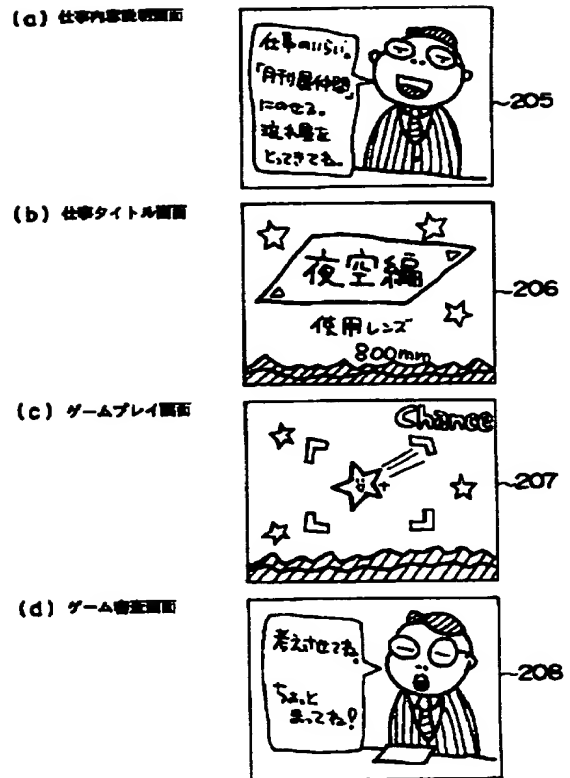 (a) 仕事内容説明画面
仕事のいらい。
「月刊星仲間」
にのせる。
流れ星を
とってきてね。
205
(b) 仕事タイトル画面
夜空編
使用レンズ
800mm
206
(c) ゲームプレイ画面
Chance
207
(d) ゲーム審査画面
考えさせてね。
ちょっと
まってね!
208